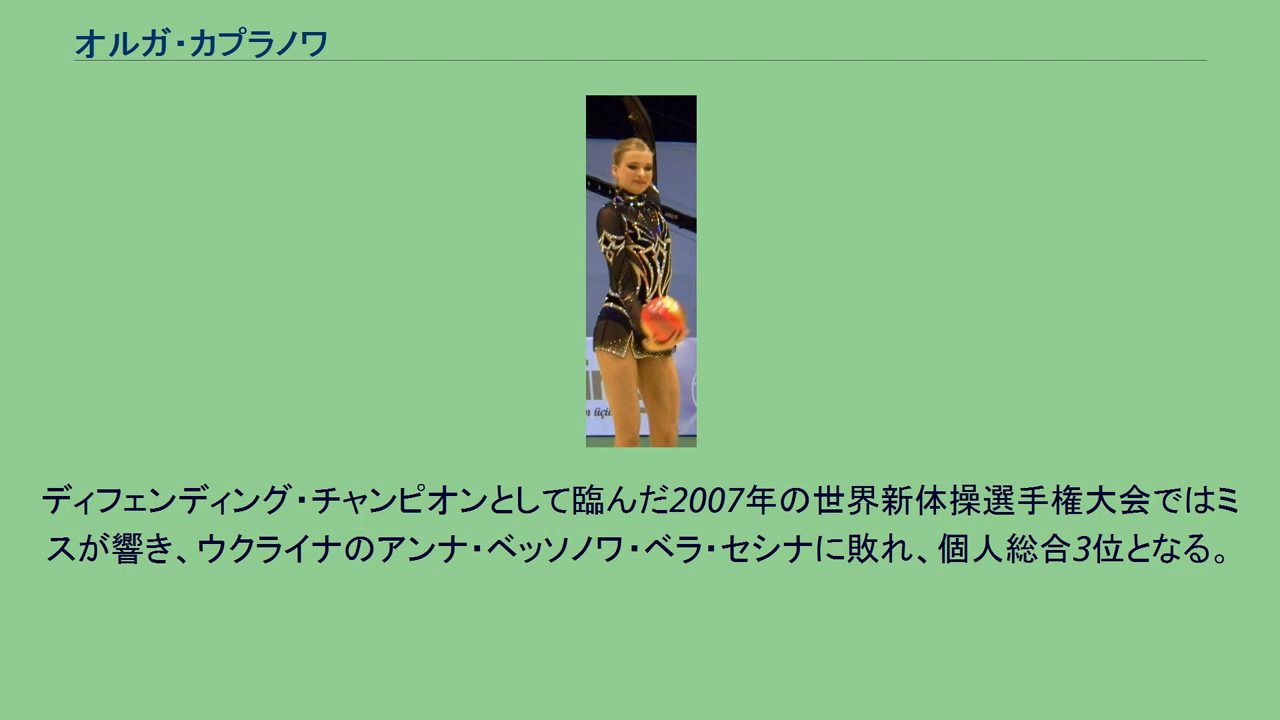 オルガ・カプラノワ
n üçü
ディフェンディング・チャンピオンとして臨んだ2007年の世界新体操選手権大会ではミ
スが響き、ウクライナのアンナ・ベッソノワ・ベラ・セシナに敗れ、個人総合3位となる。